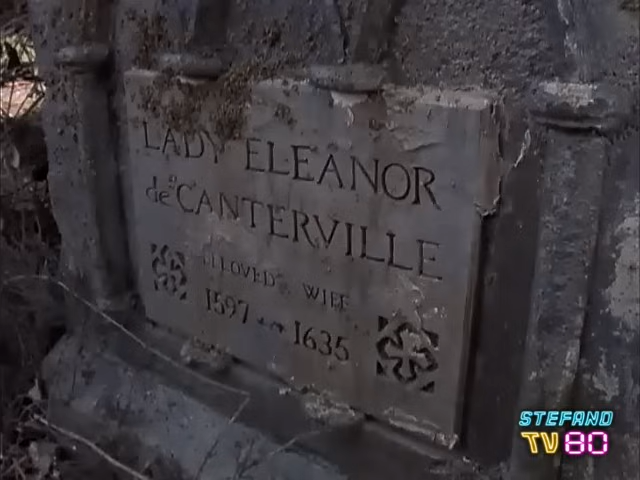 LADY ELEANOR
de CANTERVILLE
BELOVED WIFE
1597 1635
STEFANO
TV80